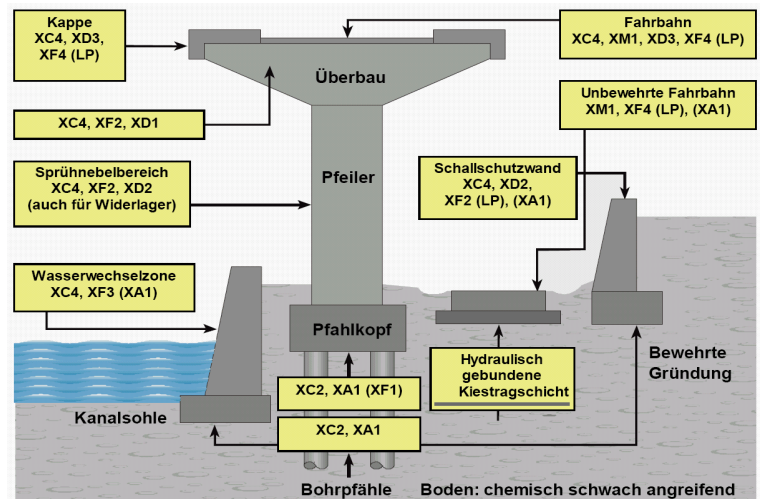 Kappe
XC4, XD3,
XF4 (LP)
Fahrbahn
XC4, XM1, XD3, XF4 (LP)
Überbau
Unbewehrte Fahrbahn
XM1, XF4 (LP), (XA1)
XC4, XF2, XD1
Sprühnebelbereich
XC4, XF2, XD2
(auch für Widerlager)
Pfeiler
Schallschutzwand
XC4, XD2,
XF2 (LP), (XA1)
Wasserwechselzone
XC4, XF3 (XA1)
Pfahlkopf
Hydraulisch
gebundene
Kiestragschicht
Bewehrte
Gründung
XC2, XA1 (XF1)
Kanalsohle
XC2, XA1
Bohrpfähle
Boden: chemisch schwach angreifend